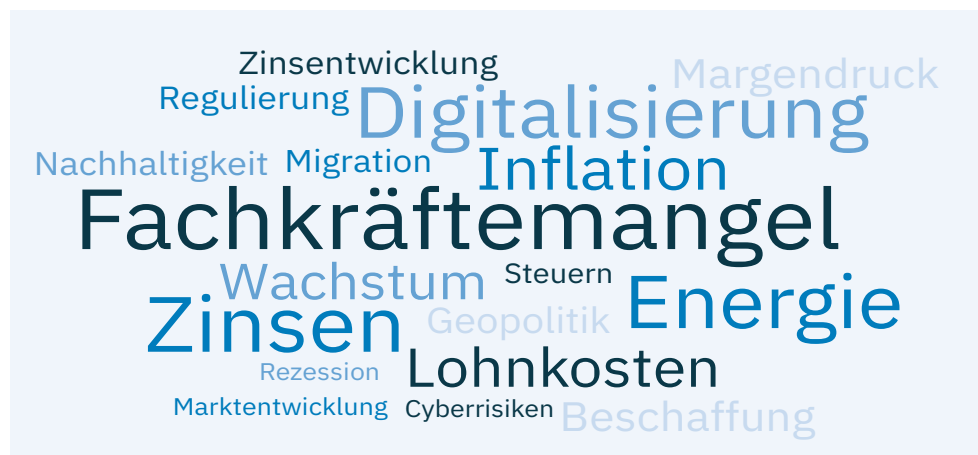 Zinsentwicklung
Margendruck
Regulierung
Digitalisierung
Nachhaltigkeit
Migration
Inflation
Fachkräftemangel
Wachstum
Steuern
Energie
Zinsen
Geopolitik
Rezession
Lohnkosten
Marktentwicklung
Cyberrisiken
Beschaffung